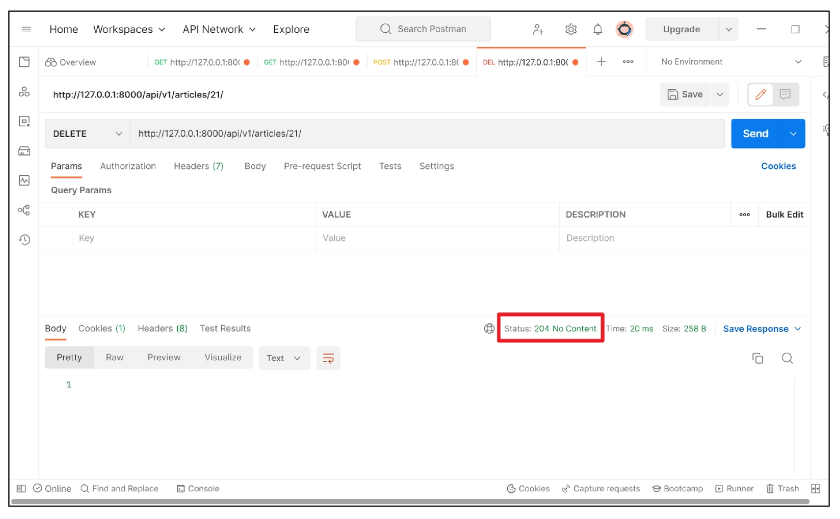 Home Workspaces API Network Explore Search Postman Upgrade
Overview GET http://127.0.0.1:80( GET http://127.0.0.1:80( POST http://127.0.0.1:8( DEL http://127.0.0.1:800( No Environment
http://127.0.0.1:8000/api/v1/articles/21/ Save
DELETE http://127.0.0.1:8000/api/v1/articles/21/ Send
Params Authorization Headers (7) Body Pre-request Script Tests Settings Cookies
Query Params
KEY VALUE DESCRIPTION Bulk Edit
Key Value Description
Body Cookies (1) Headers (8) Test Results Status: 204 No Content Time: 20 ms Size: 258 B Save Response
Pretty Raw Preview Visualize Text
1
Online Find and Replace Console Cookies Capture requests Bootcamp Runner Trash